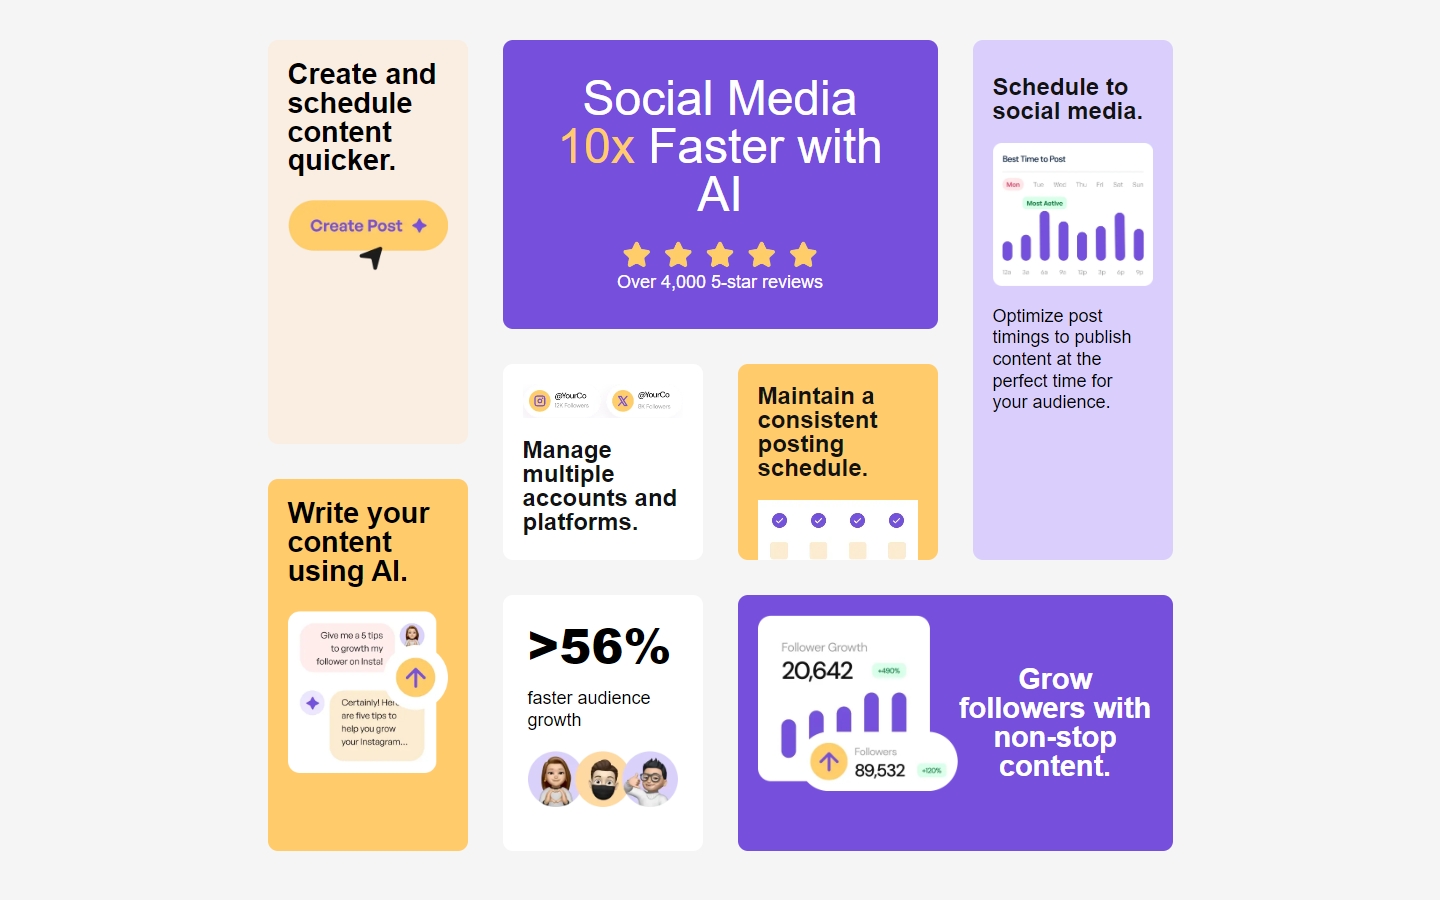 Create and
schedule
content
quicker.
Create Post
Social Media
10x Faster with
AI
Over 4,000 5-star reviews
Schedule to
social media.
Best Time to Post
Mon Tue Wed Thu Fri Sat Sun
Most Active
12a 3a 6a 9a 12p 3p 6p 9p
Optimize post
timings to publish
content at the
perfect time for
your audience.
@YourCo
12K Followers
@YourCo
8K Followers
Manage
multiple
accounts and
platforms.
Maintain a
consistent
posting
schedule.
Write your
content
using AI.
Give me a 5 tips
to growth my
follower on Insta!
Certainly! Here
are five tips to
help you grow
your Instagram...
>56%
faster audience
growth
Follower Growth
20,642 +490%
Followers
89,532 +120%
Grow
followers with
non-stop
content.